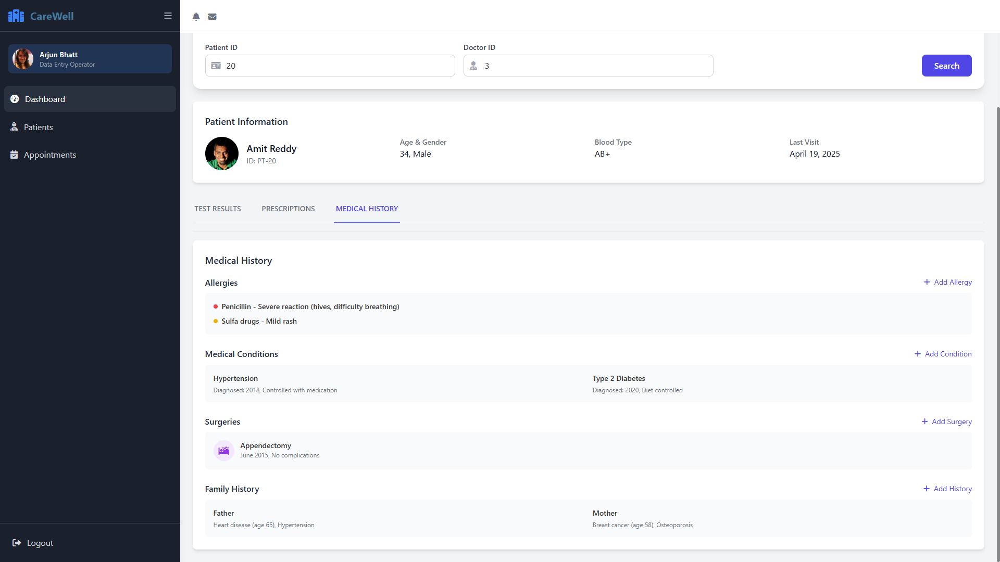 CareWell
Arjun Bhatt
Data Entry Operator
Dashboard
Patients
Appointments
Logout
Patient ID
20
Doctor ID
3
Search
Patient Information
Amit Reddy
ID: PT-20
Age & Gender
34, Male
Blood Type
AB+
Last Visit
April 19, 2025
TEST RESULTS
PRESCRIPTIONS
MEDICAL HISTORY
Medical History
Allergies
Add Allergy
Penicillin - Severe reaction (hives, difficulty breathing)
Sulfa drugs - Mild rash
Medical Conditions
Add Condition
Hypertension
Diagnosed: 2018, Controlled with medication
Type 2 Diabetes
Diagnosed: 2020, Diet controlled
Surgeries
Add Surgery
Appendectomy
June 2015, No complications
Family History
Add History
Father
Heart disease (age 65), Hypertension
Mother
Breast cancer (age 58), Osteoporosis